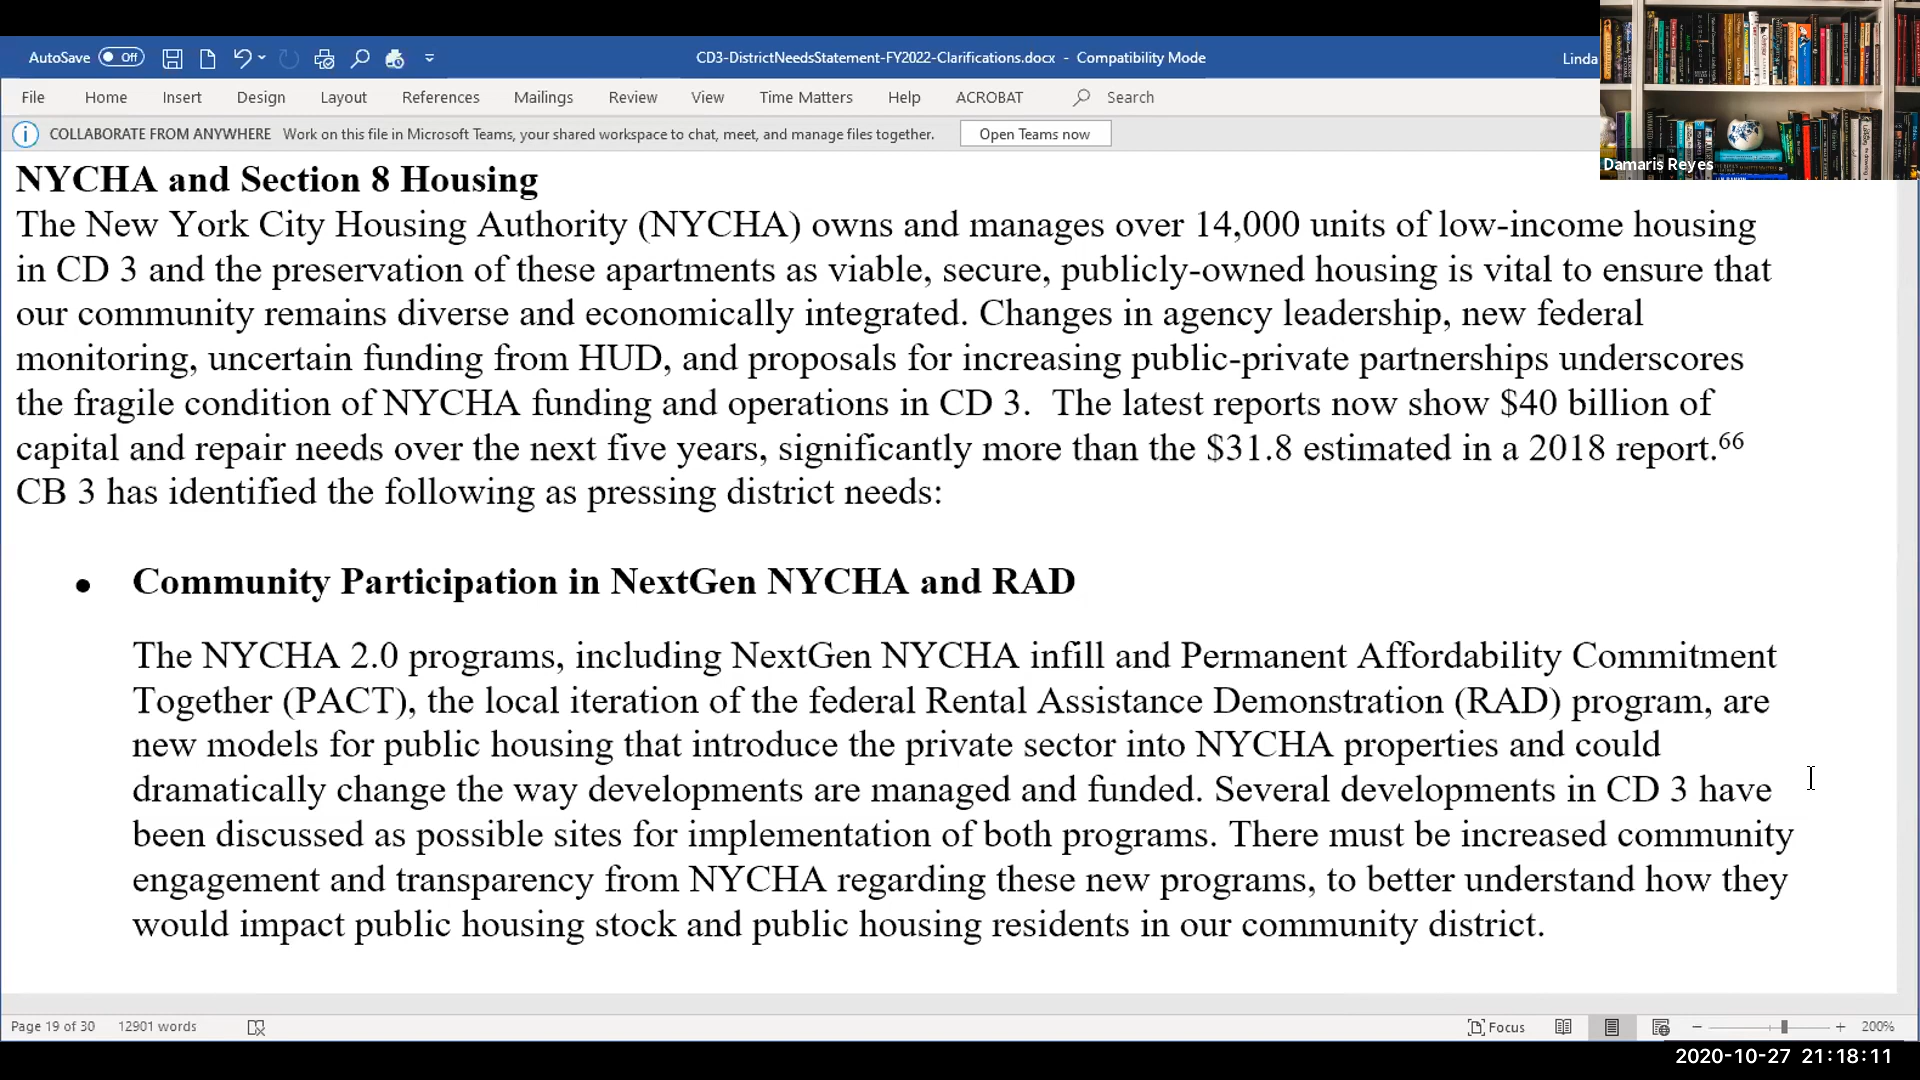 AutoSave Off CD3-DistrictNeedsStatement-FY2022-Clarifications.docx - Compatibility Mode Linda
File Home Insert Design Layout References Mailings Review View Time Matters Help ACROBAT Search
COLLABORATE FROM ANYWHERE Work on this file in Microsoft Teams, your shared workspace to chat, meet, and manage files together. Open Teams now
Damaris Reyes
NYCHA and Section 8 Housing
The New York City Housing Authority (NYCHA) owns and manages over 14,000 units of low-income housing
in CD 3 and the preservation of these apartments as viable, secure, publicly-owned housing is vital to ensure that
our community remains diverse and economically integrated. Changes in agency leadership, new federal
monitoring, uncertain funding from HUD, and proposals for increasing public-private partnerships underscores
the fragile condition of NYCHA funding and operations in CD 3.  The latest reports now show $40 billion of
capital and repair needs over the next five years, significantly more than the $31.8 estimated in a 2018 report.66
CB 3 has identified the following as pressing district needs:
• Community Participation in NextGen NYCHA and RAD
The NYCHA 2.0 programs, including NextGen NYCHA infill and Permanent Affordability Commitment
Together (PACT), the local iteration of the federal Rental Assistance Demonstration (RAD) program, are
new models for public housing that introduce the private sector into NYCHA properties and could
dramatically change the way developments are managed and funded. Several developments in CD 3 have
been discussed as possible sites for implementation of both programs. There must be increased community
engagement and transparency from NYCHA regarding these new programs, to better understand how they
would impact public housing stock and public housing residents in our community district.
Page 19 of 30 12901 words Focus 200%
2020-10-27 21:18:11